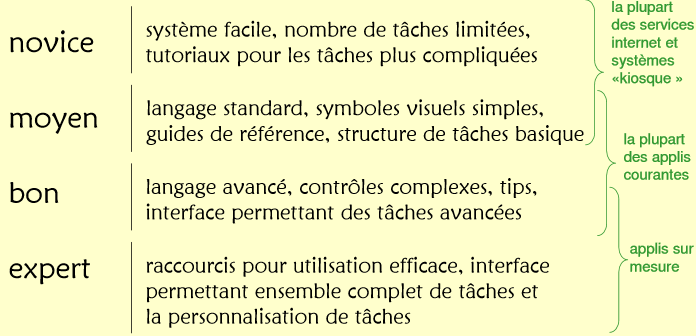 novice
système facile, nombre de tâches limitées,
tutoriaux pour les tâches plus compliquées
la plupart
des services
internet et
systèmes
«kiosque »
moyen
langage standard, symboles visuels simples,
guides de référence, structure de tâches basique
la plupart
des applis
courantes
bon
langage avancé, contrôles complexes, tips,
interface permettant des tâches avancées
expert
raccourcis pour utilisation efficace, interface
permettant ensemble complet de tâches et
la personnalisation de tâches
applis sur
mesure